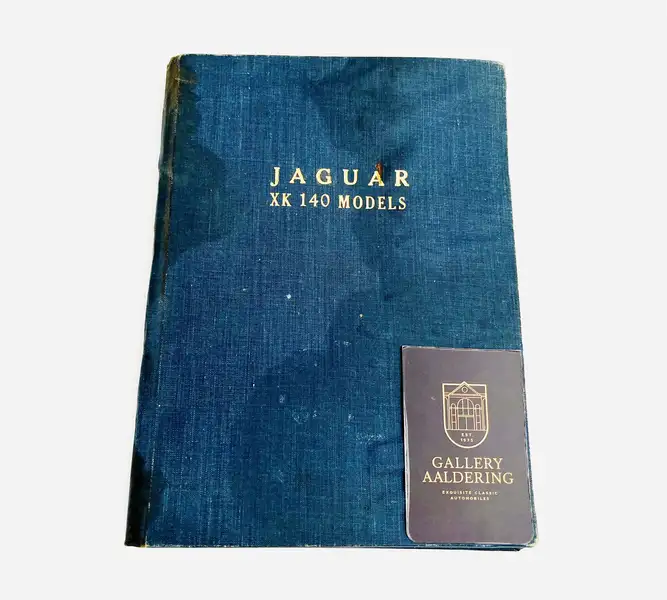 JAGUAR
XK 140 MODELS
EST.
1975
GALLERY
AALDERING
EXQUISITE CLASSIC
AUTOMOBILES